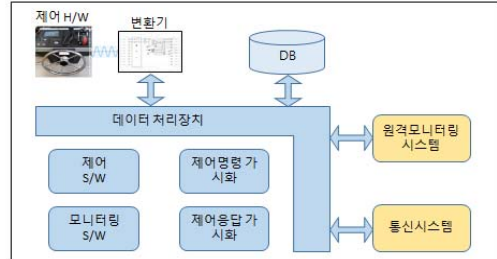 제어 H/W
변환기
DB
데이터 처리장치
원격모니터링
시스템
제어
S/W
제어명령 가
시화
모니터링
S/W
제어응답 가
시화
통신시스템